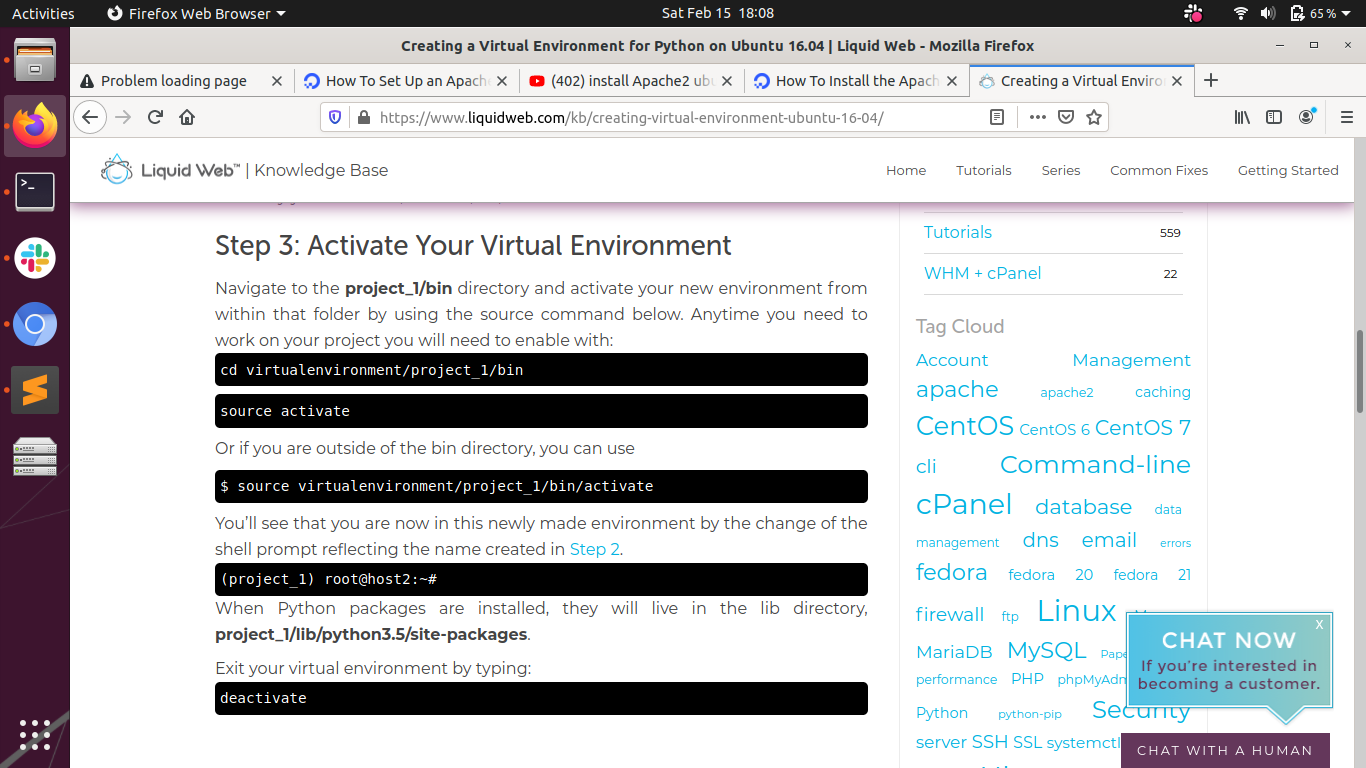 Activities
Firefox Web Browser
Sat Feb 15 18:08
65 %
Creating a Virtual Environment for Python on Ubuntu 16.04 | Liquid Web - Mozilla Firefox
Problem loading page
How To Set Up an Apach
(402) install Apache2 ub
How To Install the Apach
Creating a Virtual Enviro
https://www.liquidweb.com/kb/creating-virtual-environment-ubuntu-16-04/
Liquid Web™ | Knowledge Base
Home Tutorials Series Common Fixes Getting Started
Step 3: Activate Your Virtual Environment
Navigate to the project_1/bin directory and activate your new environment from
within that folder by using the source command below. Anytime you need to
work on your project you will need to enable with:
cd virtualenvironment/project_1/bin
source activate
Or if you are outside of the bin directory, you can use
$ source virtualenvironment/project_1/bin/activate
You'll see that you are now in this newly made environment by the change of the
shell prompt reflecting the name created in Step 2.
(project_1) root@host2:~#
When Python packages are installed, they will live in the lib directory,
project_1/lib/python3.5/site-packages.
Exit your virtual environment by typing:
deactivate
Tutorials 559
WHM + cPanel 22
Tag Cloud
Account Management
apache apache2 caching
CentOS CentOS 6 CentOS 7
cli Command-line
cPanel database data
management dns email errors
fedora fedora 20 fedora 21
firewall ftp Linux
MariaDB MySQL
performance PHP phpMyAdm
Python python-pip Security
server SSH SSL systemctl
X
CHAT NOW
If you're interested in
becoming a customer.
CHAT WITH A HUMAN